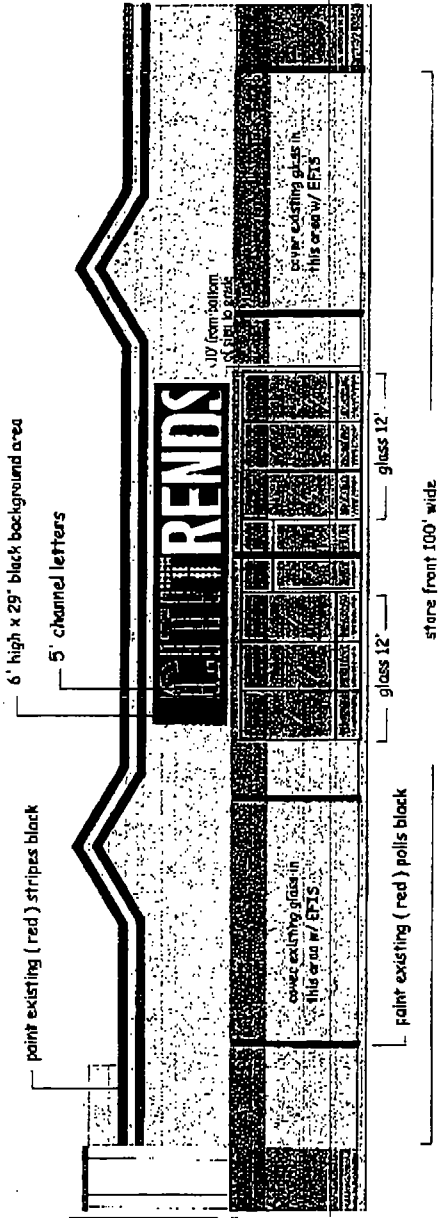 6' high x 29" black background area
5' channel letters
paint existing ( red ) stripes black
CITI TRENDS
10' from bottom
of sign to grade
cover existing glass in
this area w/ EFIS
cover existing glass in
this area w/ EFIS
glass 12'
glass 12'
paint existing ( red ) polls black
store front 100' wide